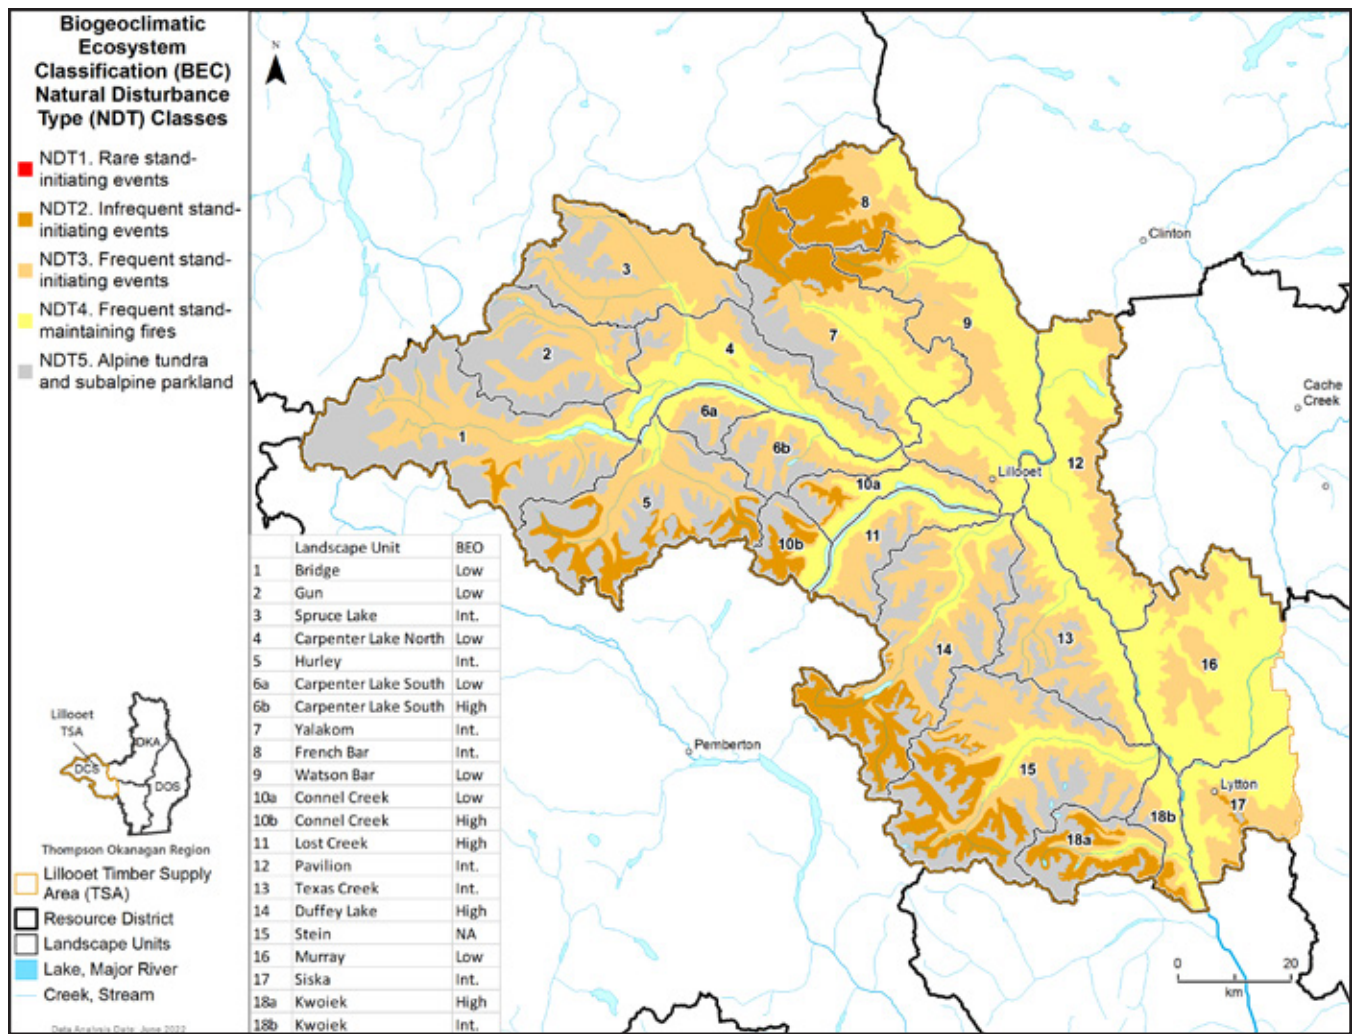 Biogeoclimatic
Ecosystem
Classification (BEC)
Natural Disturbance
Type (NDT) Classes
NDT1. Rare stand-
initiating events
NDT2. Infrequent stand-
initiating events
NDT3. Frequent stand-
initiating events
NDT4. Frequent stand-
maintaining fires
NDT5. Alpine tundra
and subalpine parkland
Lillooet
TSA
DKA
DCS
DOS
Thompson Okanagan Region
Lillooet Timber Supply
Area (TSA)
Resource District
Landscape Units
Lake, Major River
Creek, Stream
Data Analysis Date: June 2022
N
8
Clinton
3
9
7
2
4
Cache
Creek
6a
1
6b
12
Lillooet
10a
5
11
10b
13
14
16
Pemberton
15
Lytton
17
18b
18a
0 20
km
Landscape Unit BEO
1 Bridge Low
2 Gun Low
3 Spruce Lake Int.
4 Carpenter Lake North Low
5 Hurley Int.
6a Carpenter Lake South Low
6b Carpenter Lake South High
7 Yalakom Int.
8 French Bar Int.
9 Watson Bar Low
10a Connel Creek Low
10b Connel Creek High
11 Lost Creek High
12 Pavilion Int.
13 Texas Creek Int.
14 Duffey Lake High
15 Stein NA
16 Murray Low
17 Siska Int.
18a Kwoiek High
18b Kwoiek Int.